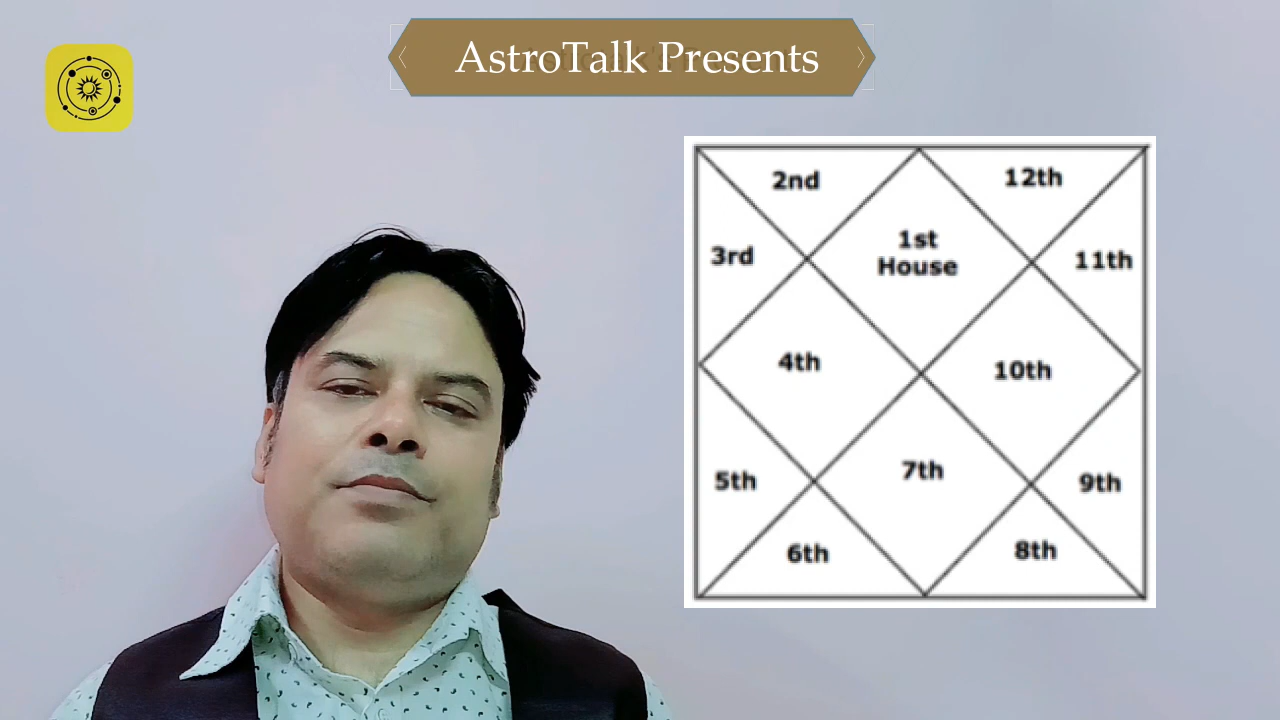 AstroTalk Presents
2nd
12th
1st
House
3rd
11th
4th
10th
7th
5th
9th
6th
8th